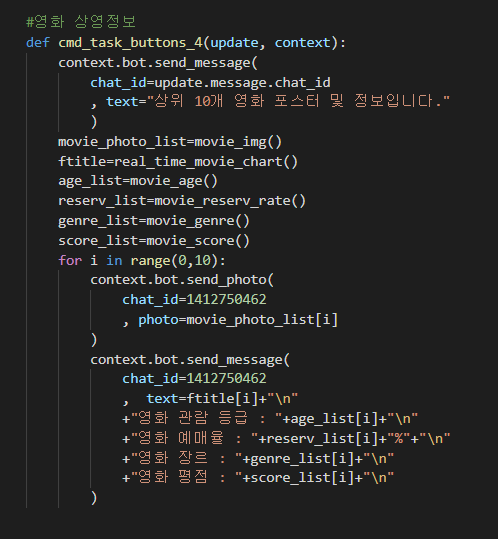 #영화 상영정보
def cmd_task_buttons_4(update, context):
    context.bot.send_message(
        chat_id=update.message.chat_id
        , text="상위 10개 영화 포스터 및 정보입니다."
        )
    movie_photo_list=movie_img()
    ftitle=real_time_movie_chart()
    age_list=movie_age()
    reserv_list=movie_reserv_rate()
    genre_list=movie_genre()
    score_list=movie_score()
    for i in range(0,10):
        context.bot.send_photo(
            chat_id=1412750462
            , photo=movie_photo_list[i]
        )
        context.bot.send_message(
            chat_id=1412750462
            ,  text=ftitle[i]+"\n"
            +"영화 관람 등급 : "+age_list[i]+"\n"
            +"영화 예매율 : "+reserv_list[i]+"%"+"\n"
            +"영화 장르 : "+genre_list[i]+"\n"
            +"영화 평점 : "+score_list[i]+"\n"
        )